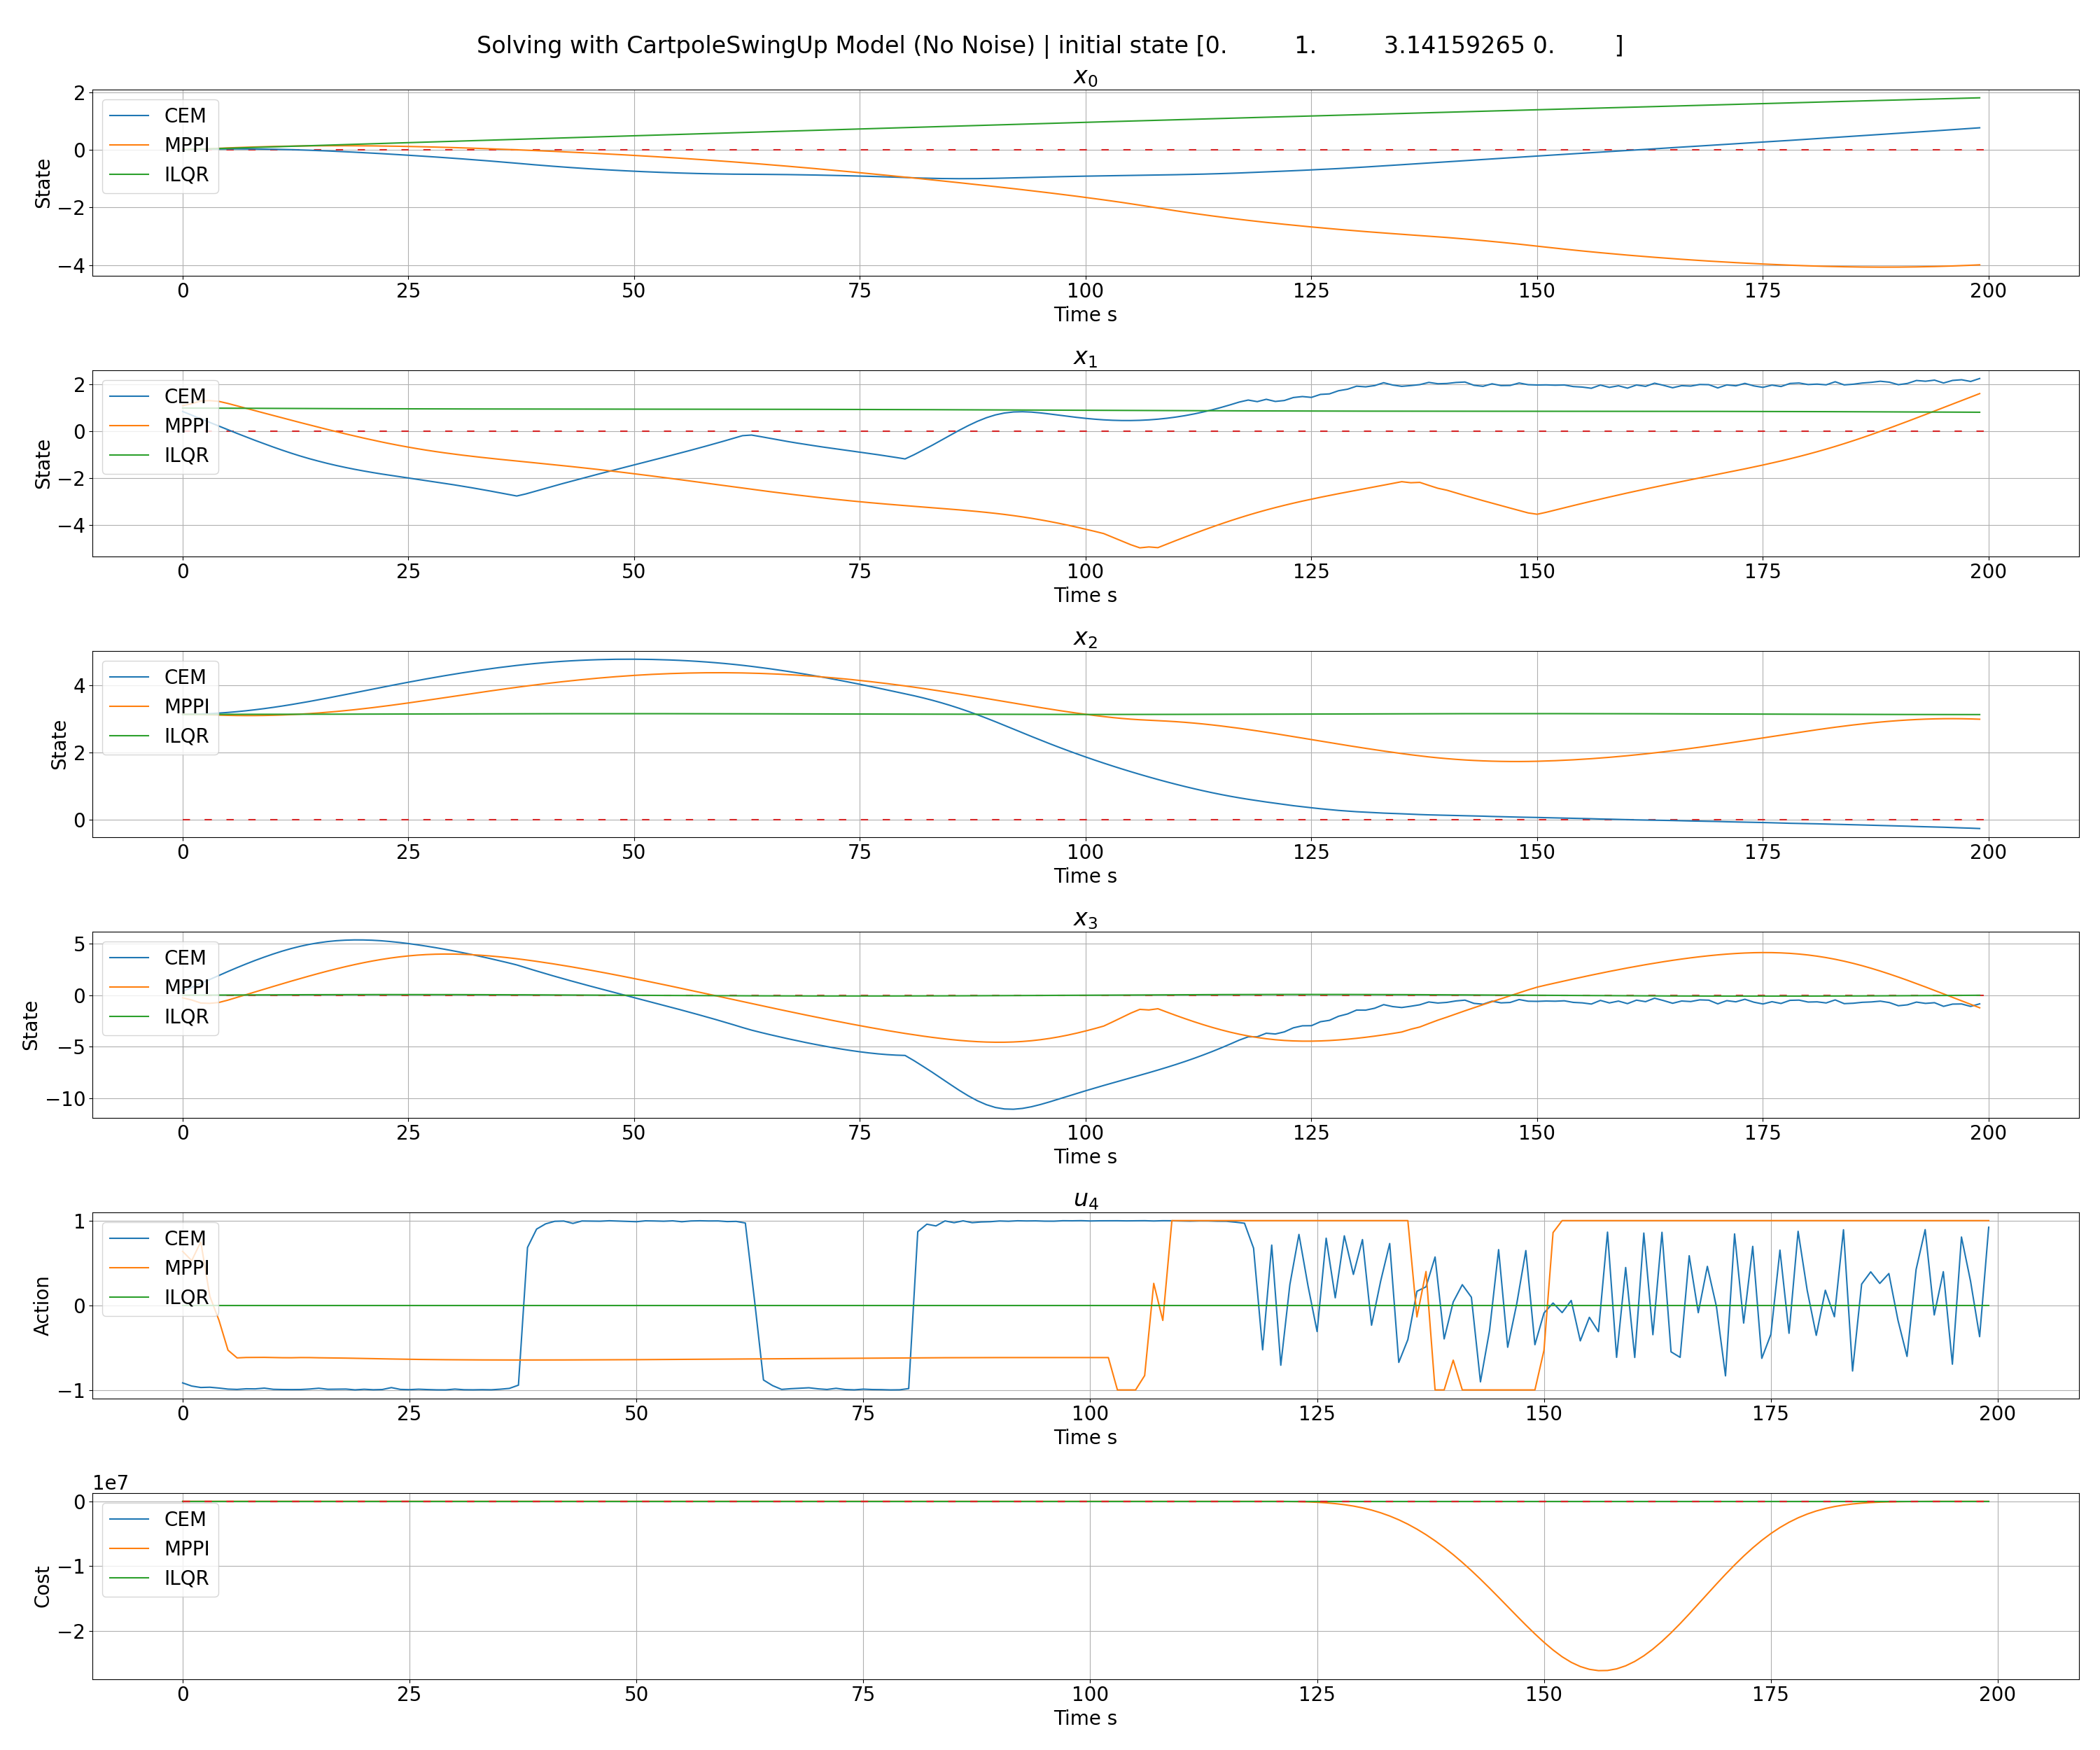 Solving with CartpoleSwingUp Model (No Noise) | initial state [0. 1. 3.14159265 0. ]
x0
2
0
−2
−4
State
CEM
MPPI
ILQR
0 25 50 75 100 125 150 175 200
Time s
x1
2
0
−2
−4
State
CEM
MPPI
ILQR
0 25 50 75 100 125 150 175 200
Time s
x2
4
2
0
State
CEM
MPPI
ILQR
0 25 50 75 100 125 150 175 200
Time s
x3
5
0
−5
−10
State
CEM
MPPI
ILQR
0 25 50 75 100 125 150 175 200
Time s
u4
1
0
−1
Action
CEM
MPPI
ILQR
0 25 50 75 100 125 150 175 200
Time s
1e7
0
−1
−2
Cost
CEM
MPPI
ILQR
0 25 50 75 100 125 150 175 200
Time s